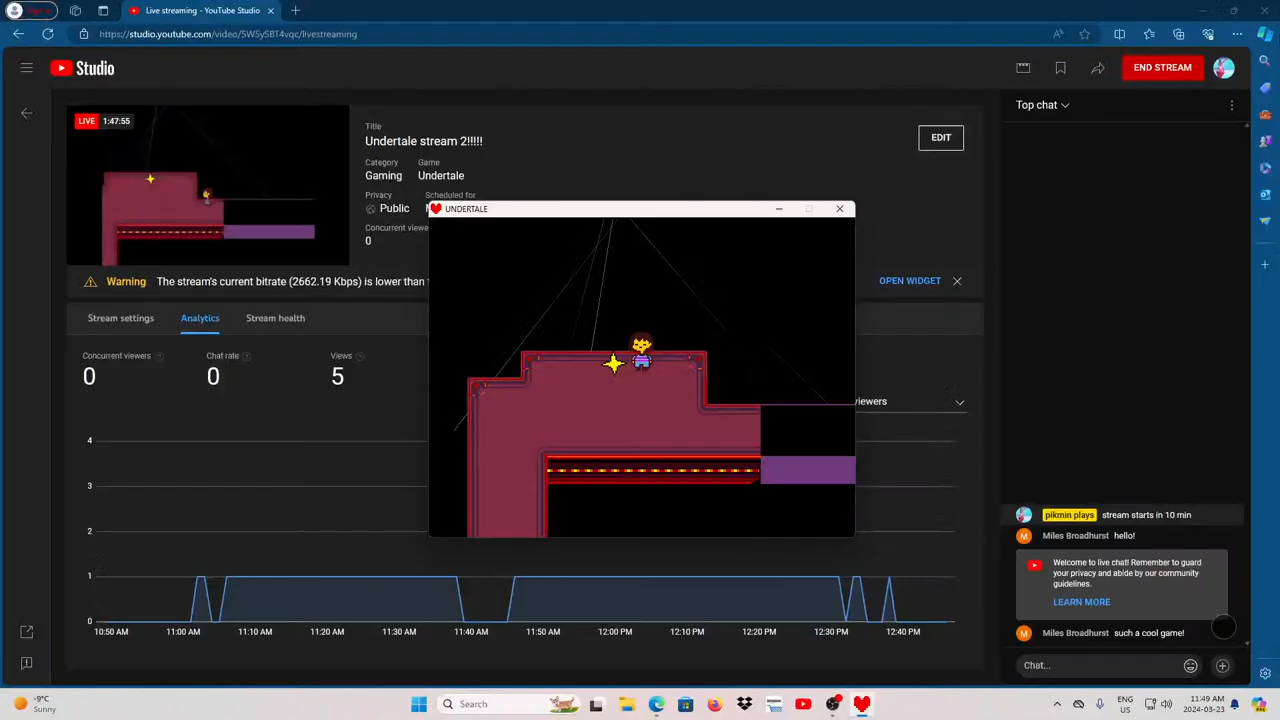 Live streaming - YouTube Studio
https://studio.youtube.com/video/5W5ySBT4vqc/livestreaming
Studio
END STREAM
LIVE 1:47:55
Title
Undertale stream 2!!!!!
EDIT
Category Game
Gaming Undertale
Privacy Scheduled for
Public
Concurrent viewe
0
Warning The stream's current bitrate (2662.19 Kbps) is lower than
OPEN WIDGET
UNDERTALE
Stream settings Analytics Stream health
Concurrent viewers Chat rate Views
0 0 5
viewers
4
3
2
1
0
10:50 AM 11:00 AM 11:10 AM 11:20 AM 11:30 AM 11:40 AM 11:50 AM 12:00 PM 12:10 PM 12:20 PM 12:30 PM 12:40 PM
Top chat
pikmin plays stream starts in 10 min
Miles Broadhurst hello!
Welcome to live chat! Remember to guard
your privacy and abide by our community
guidelines.
LEARN MORE
Miles Broadhurst such a cool game!
Chat...
-9°C
Sunny
Search
ENG
US
11:49 AM
2024-03-23